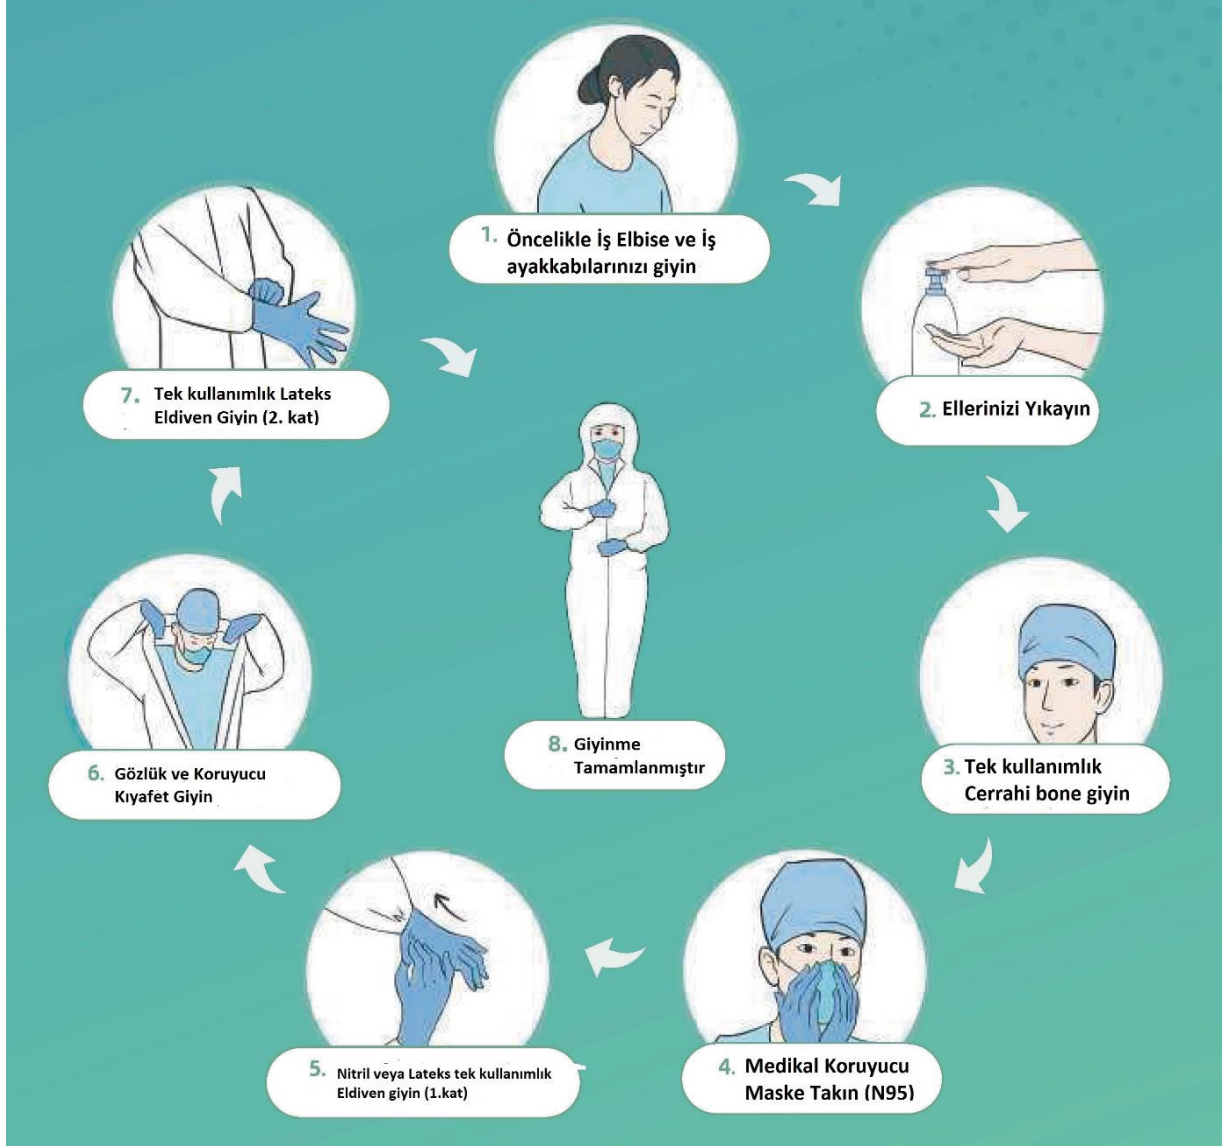 1. Öncelikle İş Elbise ve İş
ayakkabılarınızı giyin
2. Ellerinizi Yıkayın
3. Tek kullanımlık
Cerrahi bone giyin
4. Medikal Koruyucu
Maske Takın (N95)
5. Nitril veya Lateks tek kullanımlık
Eldiven giyin (1.kat)
6. Gözlük ve Koruyucu
Kıyafet Giyin
7. Tek kullanımlık Lateks
Eldiven Giyin (2. kat)
8. Giyinme
Tamamlanmıştır